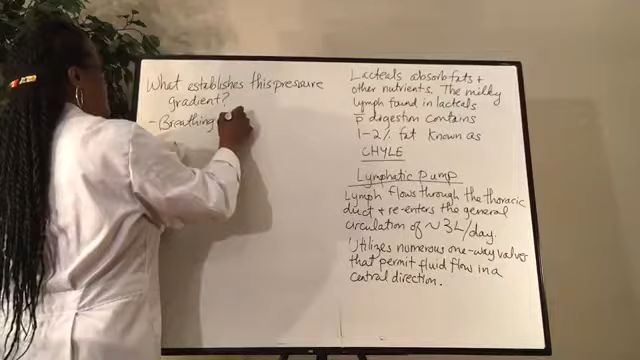 What establishes this pressure
gradient?
- Breathing
Lacteals absorb fats +
other nutrients. The milky
lymph found in lacteals
p̄ digestion contains
1-2% fat known as
CHYLE
Lymphatic Pump
Lymph flows through the thoracic
duct + re-enters the general
circulation of ~3L/day.
Utilizes numerous one-way valves
that permit fluid flow in a
central direction.